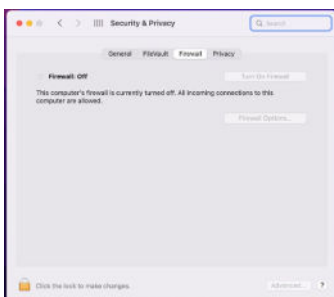 Security & Privacy
Search
General FileVault Firewall Privacy
Firewall: Off
Turn On Firewall
This computer's firewall is currently turned off. All incoming connections to this
computer are allowed.
Firewall Options...
Click the lock to make changes.
Advanced...
?